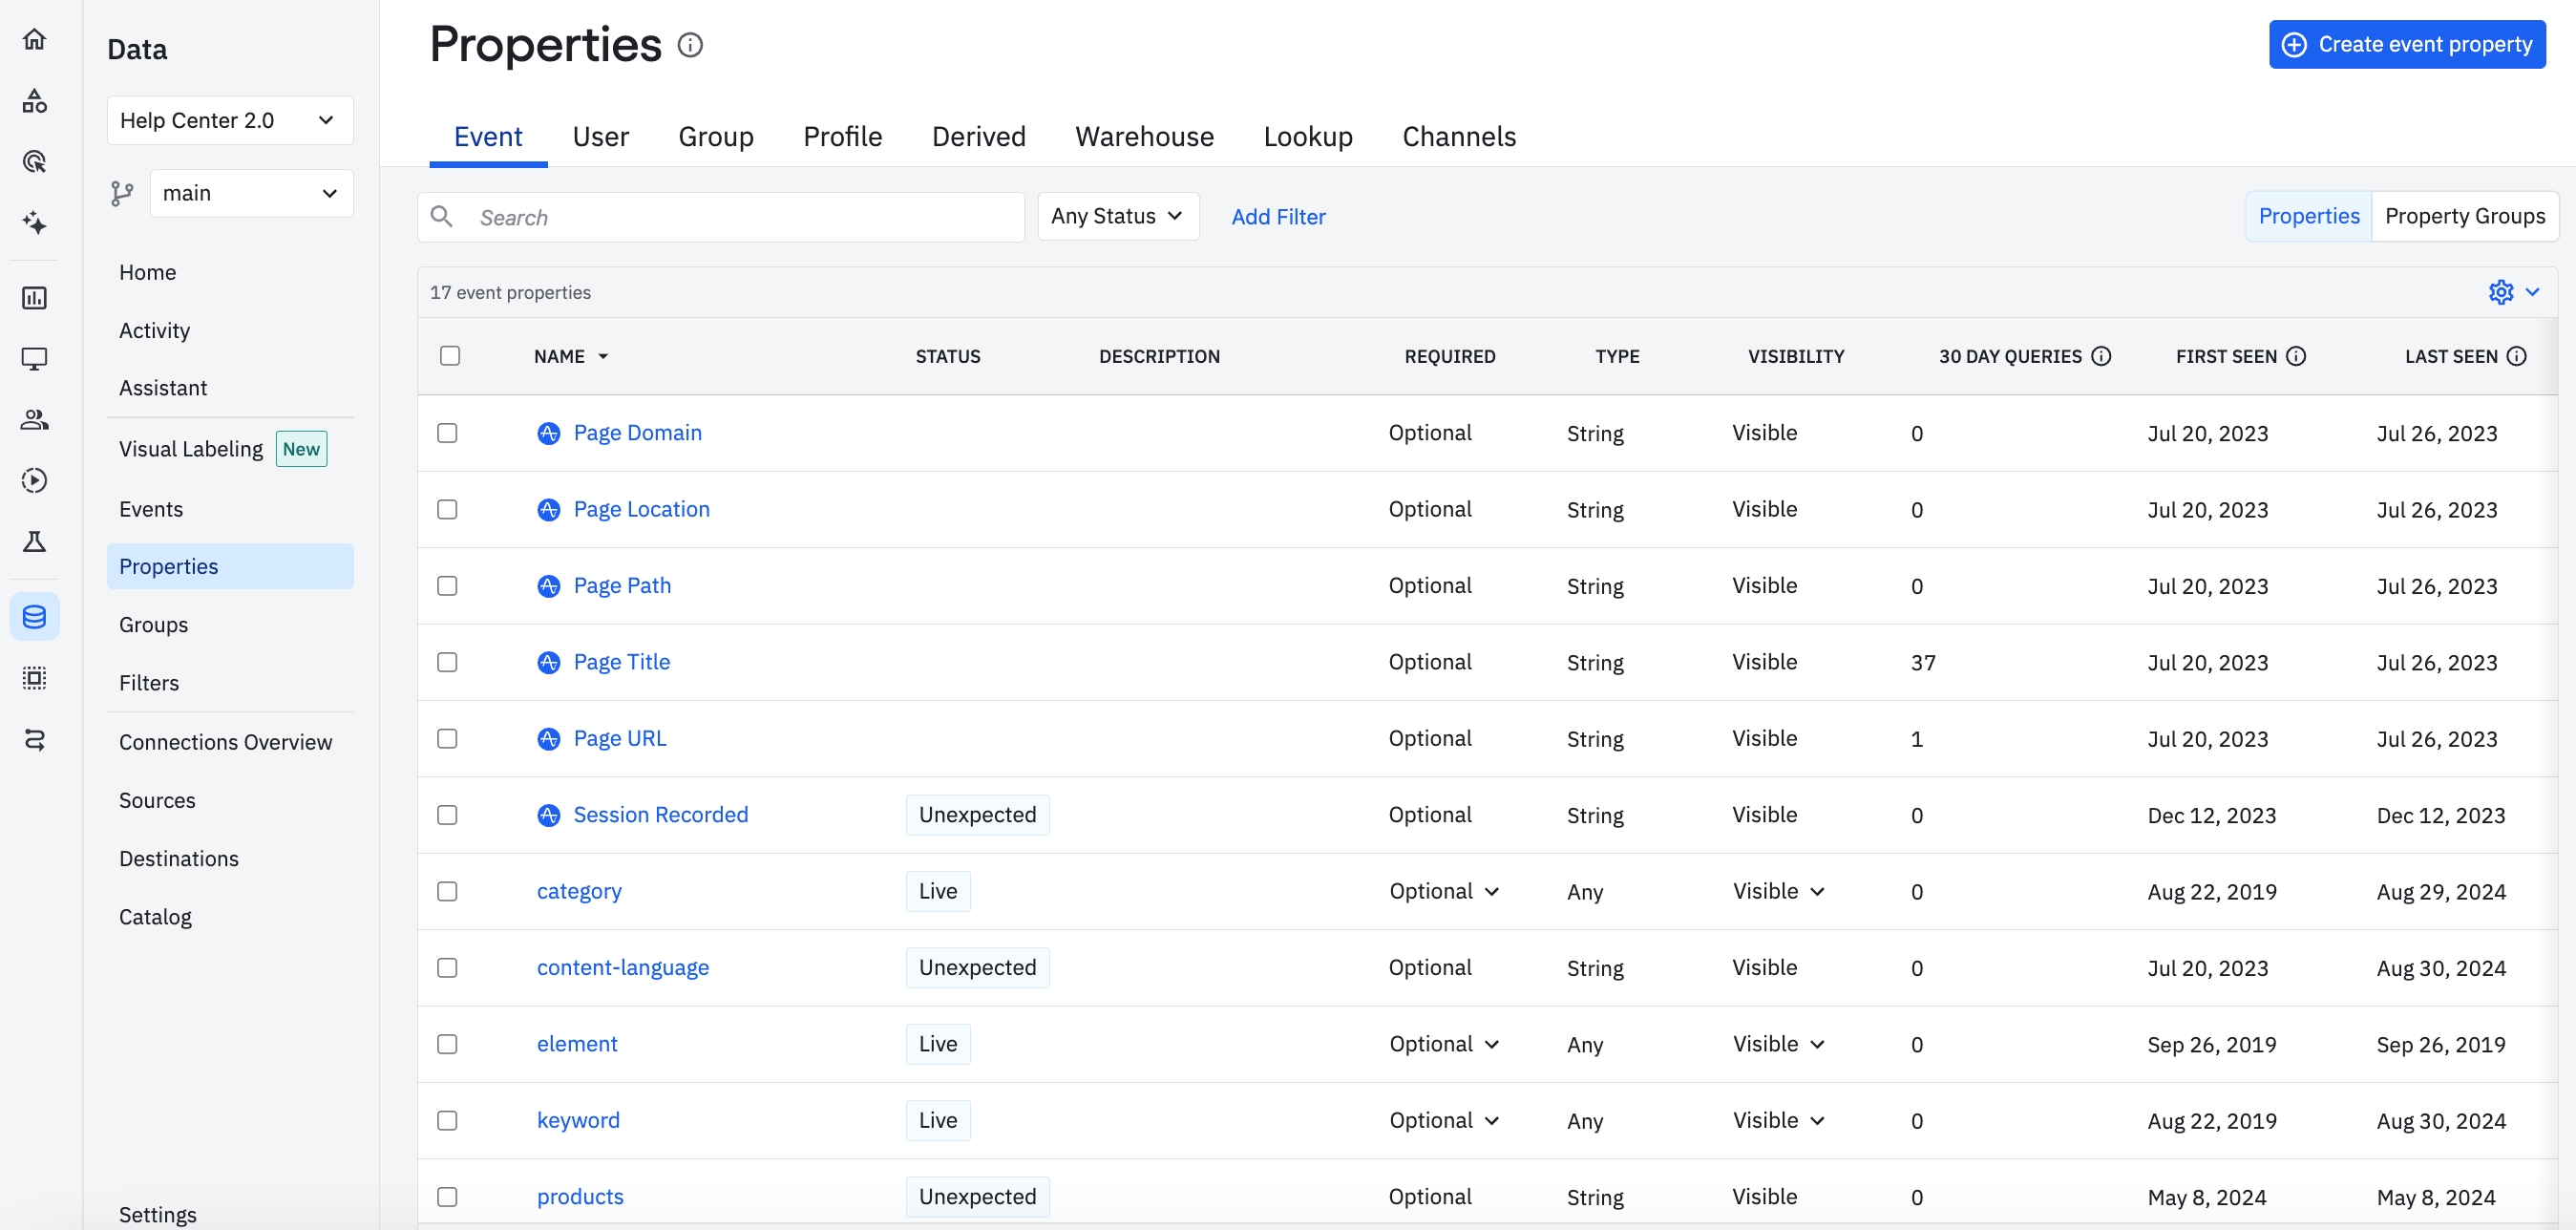 Data
Help Center 2.0
main
Home
Activity
Assistant
Visual Labeling New
Events
Properties
Groups
Filters
Connections Overview
Sources
Destinations
Catalog
Settings
Properties
Create event property
Event User Group Profile Derived Warehouse Lookup Channels
Search Any Status Add Filter Properties Property Groups
17 event properties
NAME STATUS DESCRIPTION REQUIRED TYPE VISIBILITY 30 DAY QUERIES FIRST SEEN LAST SEEN
Page Domain Optional String Visible 0 Jul 20, 2023 Jul 26, 2023
Page Location Optional String Visible 0 Jul 20, 2023 Jul 26, 2023
Page Path Optional String Visible 0 Jul 20, 2023 Jul 26, 2023
Page Title Optional String Visible 37 Jul 20, 2023 Jul 26, 2023
Page URL Optional String Visible 1 Jul 20, 2023 Jul 26, 2023
Session Recorded Unexpected Optional String Visible 0 Dec 12, 2023 Dec 12, 2023
category Live Optional Any Visible 0 Aug 22, 2019 Aug 29, 2024
content-language Unexpected Optional String Visible 0 Jul 20, 2023 Aug 30, 2024
element Live Optional Any Visible 0 Sep 26, 2019 Sep 26, 2019
keyword Live Optional Any Visible 0 Aug 22, 2019 Aug 30, 2024
products Unexpected Optional String Visible 0 May 8, 2024 May 8, 2024